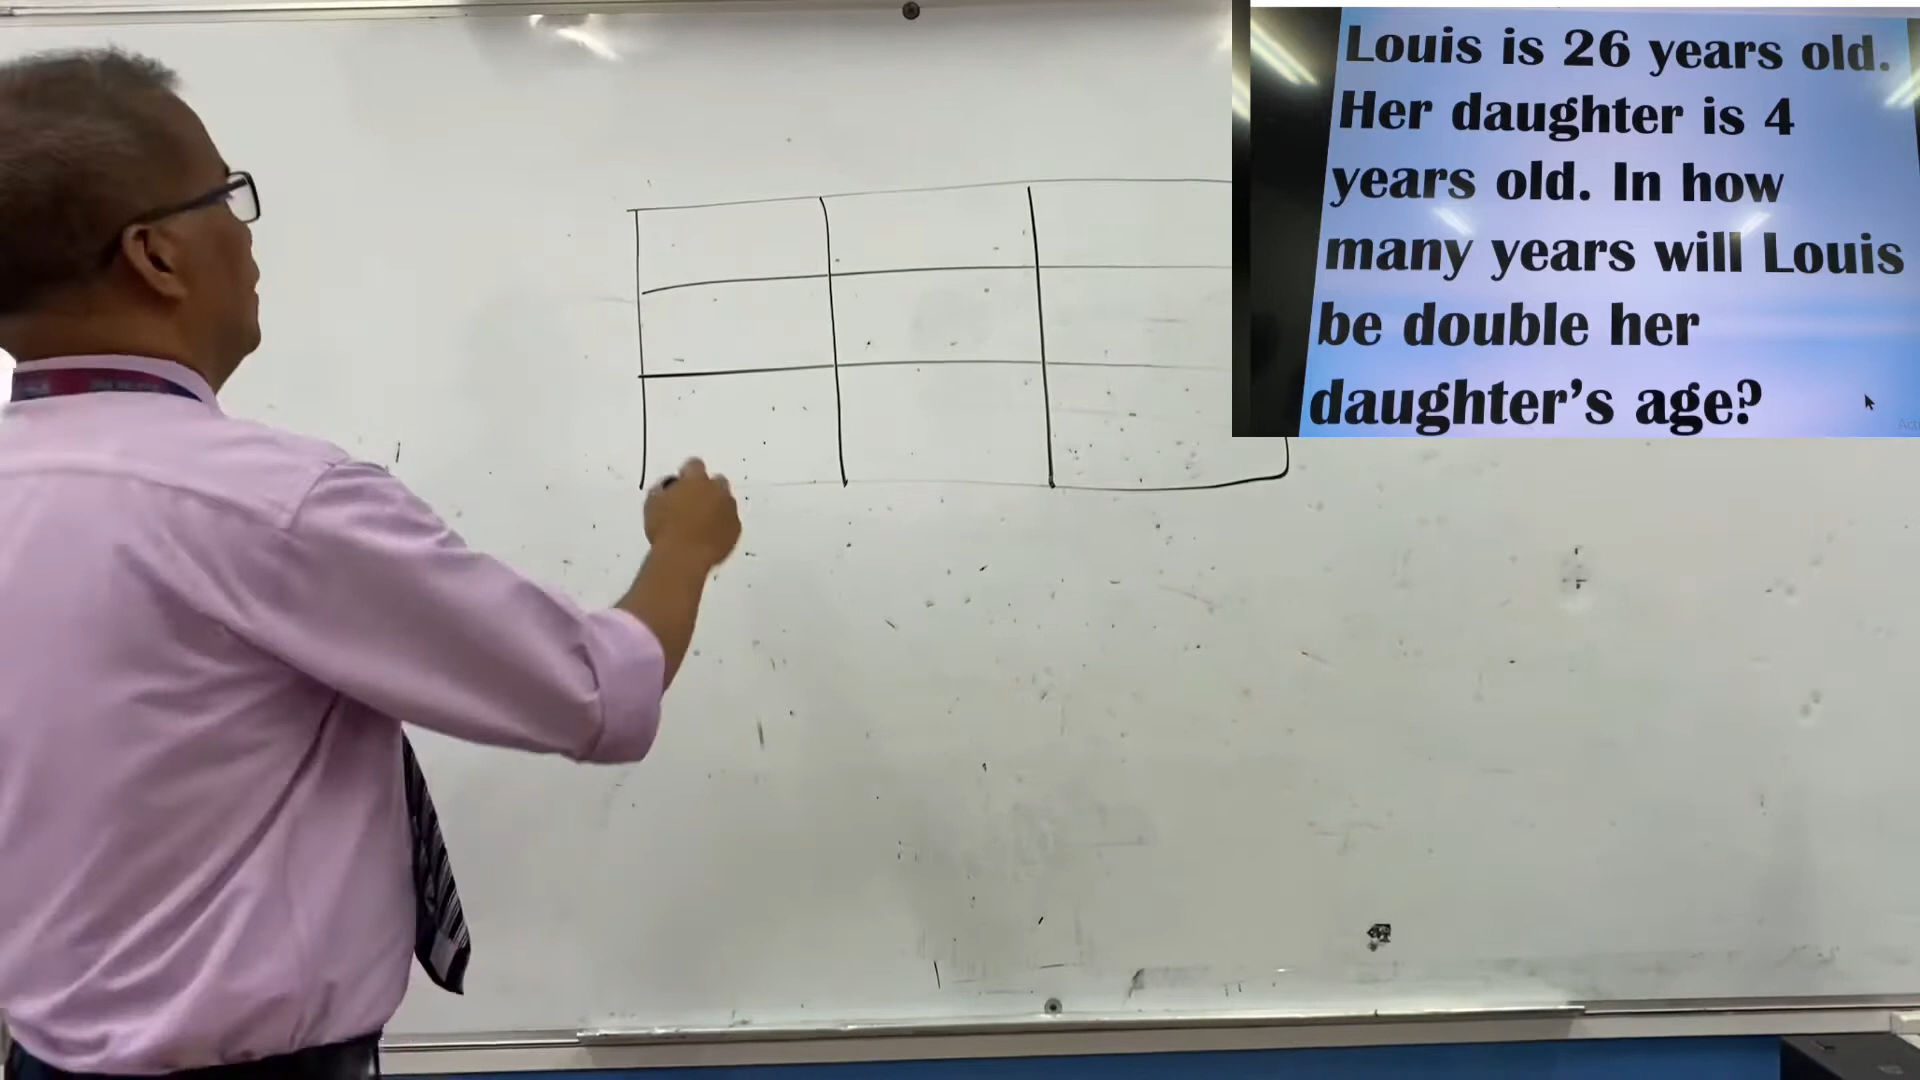 Louis is 26 years old.
Her daughter is 4
years old. In how
many years will Louis
be double her
daughter's age?